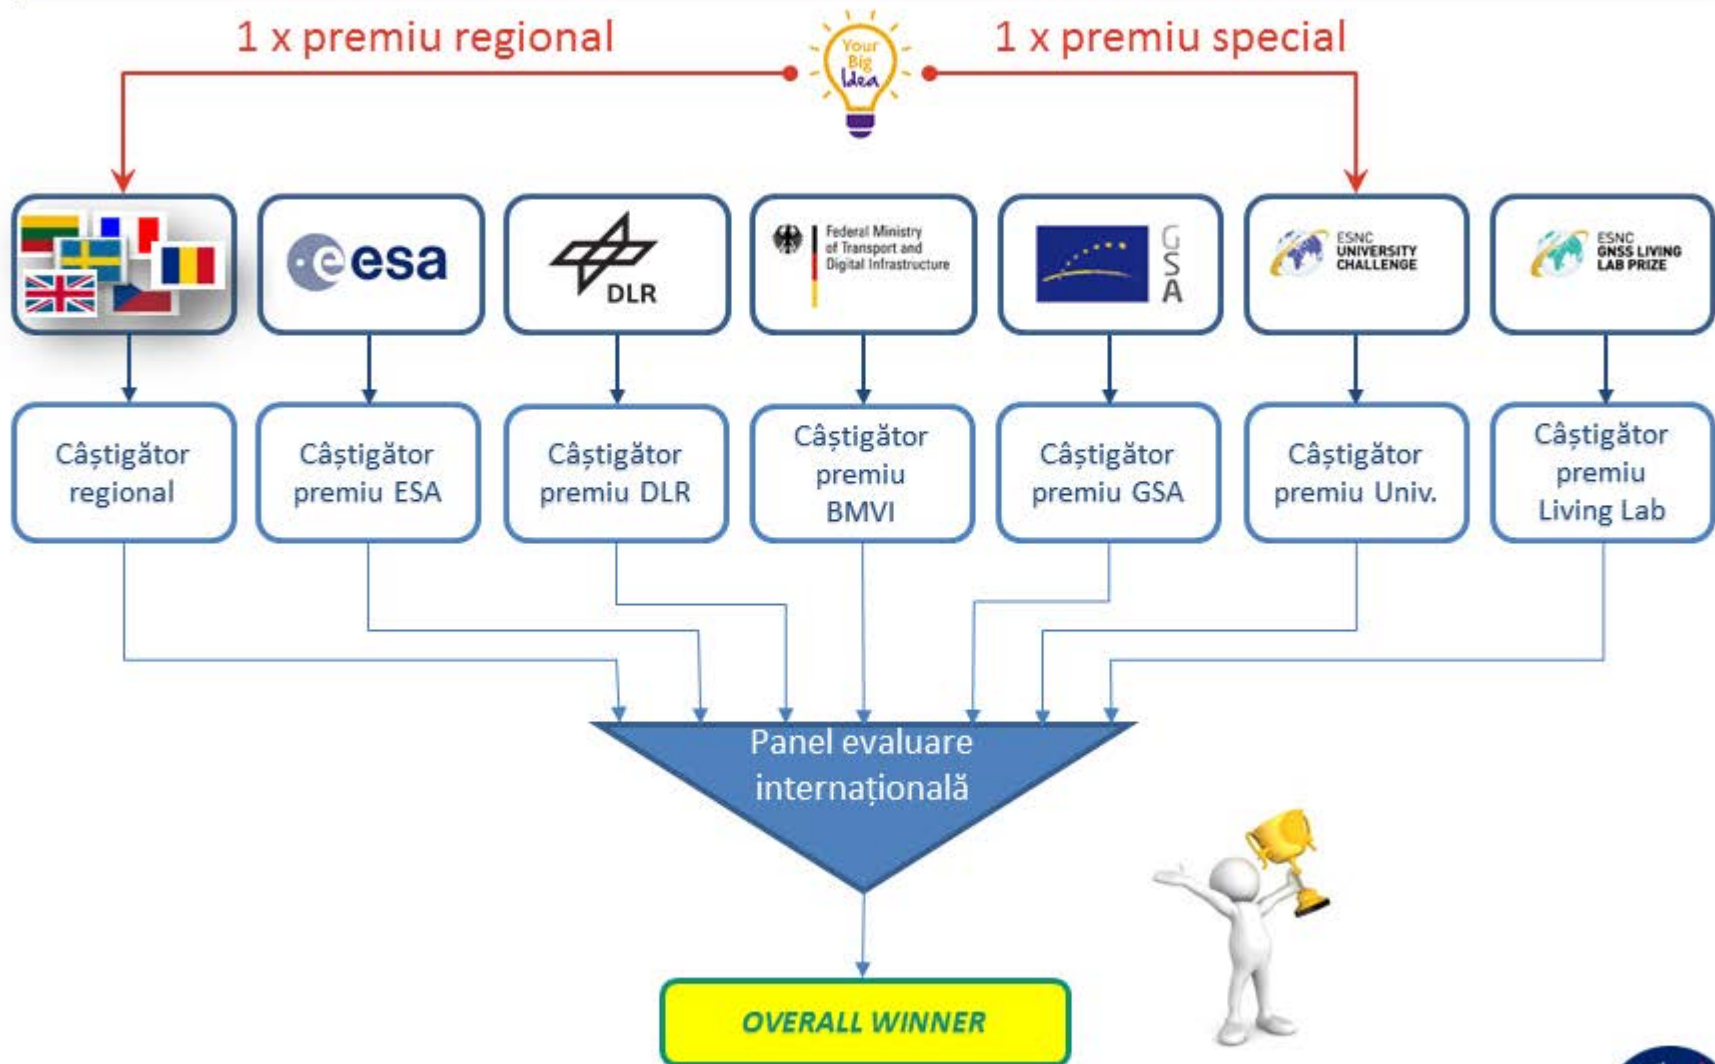 1 x premiu regional
Your
Big
Idea
1 x premiu special
esa
DLR
Federal Ministry
of Transport and
Digital Infrastructure
GSA
ESNC
UNIVERSITY
CHALLENGE
ESNC
GNSS LIVING
LAB PRIZE
Câștigător
regional
Câștigător
premiu ESA
Câștigător
premiu DLR
Câștigător
premiu
BMVI
Câștigător
premiu GSA
Câștigător
premiu Univ.
Câștigător
premiu
Living Lab
Panel evaluare
internațională
OVERALL WINNER